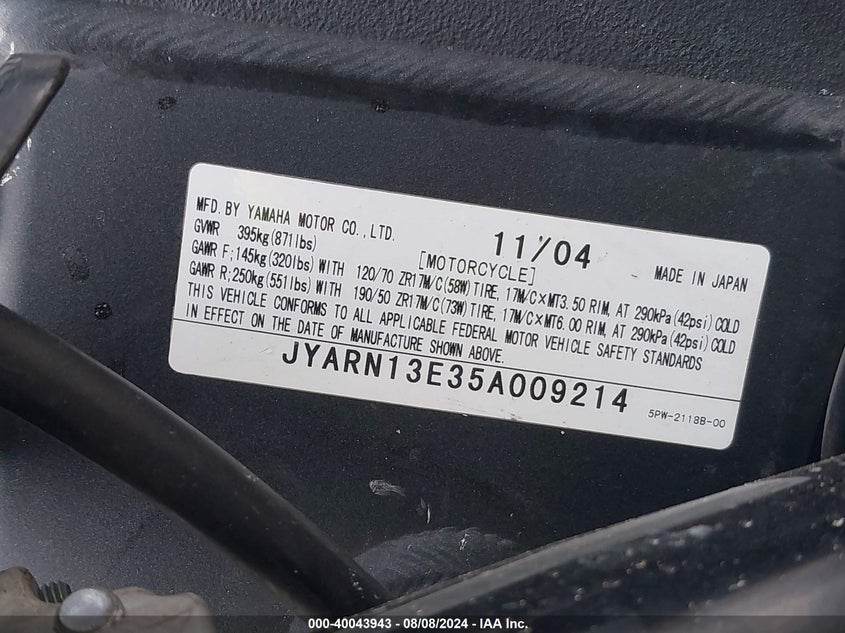 MFD. BY YAMAHA MOTOR CO., LTD. 11/04 MADE IN JAPAN
GVWR 395kg (871lbs) [MOTORCYCLE]
GAWR F; 145kg (320lbs) WITH 120/70 ZR17M/C (58W) TIRE, 17M/C×MT3.50 RIM, AT 290kPa (42psi) COLD
GAWR R; 250kg (551lbs) WITH 190/50 ZR17M/C (73W) TIRE, 17M/C×MT6.00 RIM, AT 290kPa (42psi) COLD
THIS VEHICLE CONFORMS TO ALL APPLICABLE FEDERAL MOTOR VEHICLE SAFETY STANDARDS
IN EFFECT ON THE DATE OF MANUFACTURE SHOWN ABOVE.
JYARN13E35A009214
5PW-2118B-00
000-40043943 - 08/08/2024 - IAA Inc.